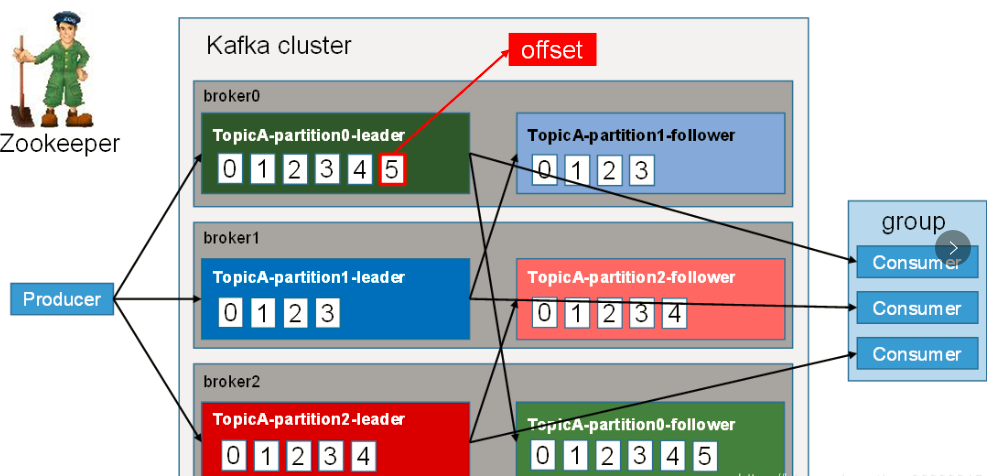 Kafka cluster
offset
Zookeeper
broker0
TopicA-partition0-leader
0 1 2 3 4 5
TopicA-partition1-follower
0 1 2 3
broker1
TopicA-partition1-leader
0 1 2 3
TopicA-partition2-follower
0 1 2 3 4
broker2
TopicA-partition2-leader
0 1 2 3 4
TopicA-partition0-follower
0 1 2 3 4 5
Producer
group
Consumer
Consumer
Consumer